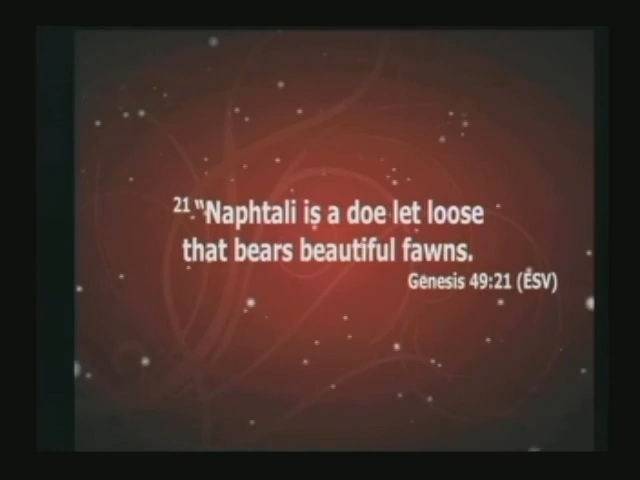 21 "Naphtali is a doe let loose
that bears beautiful fawns.
Genesis 49:21 (ESV)